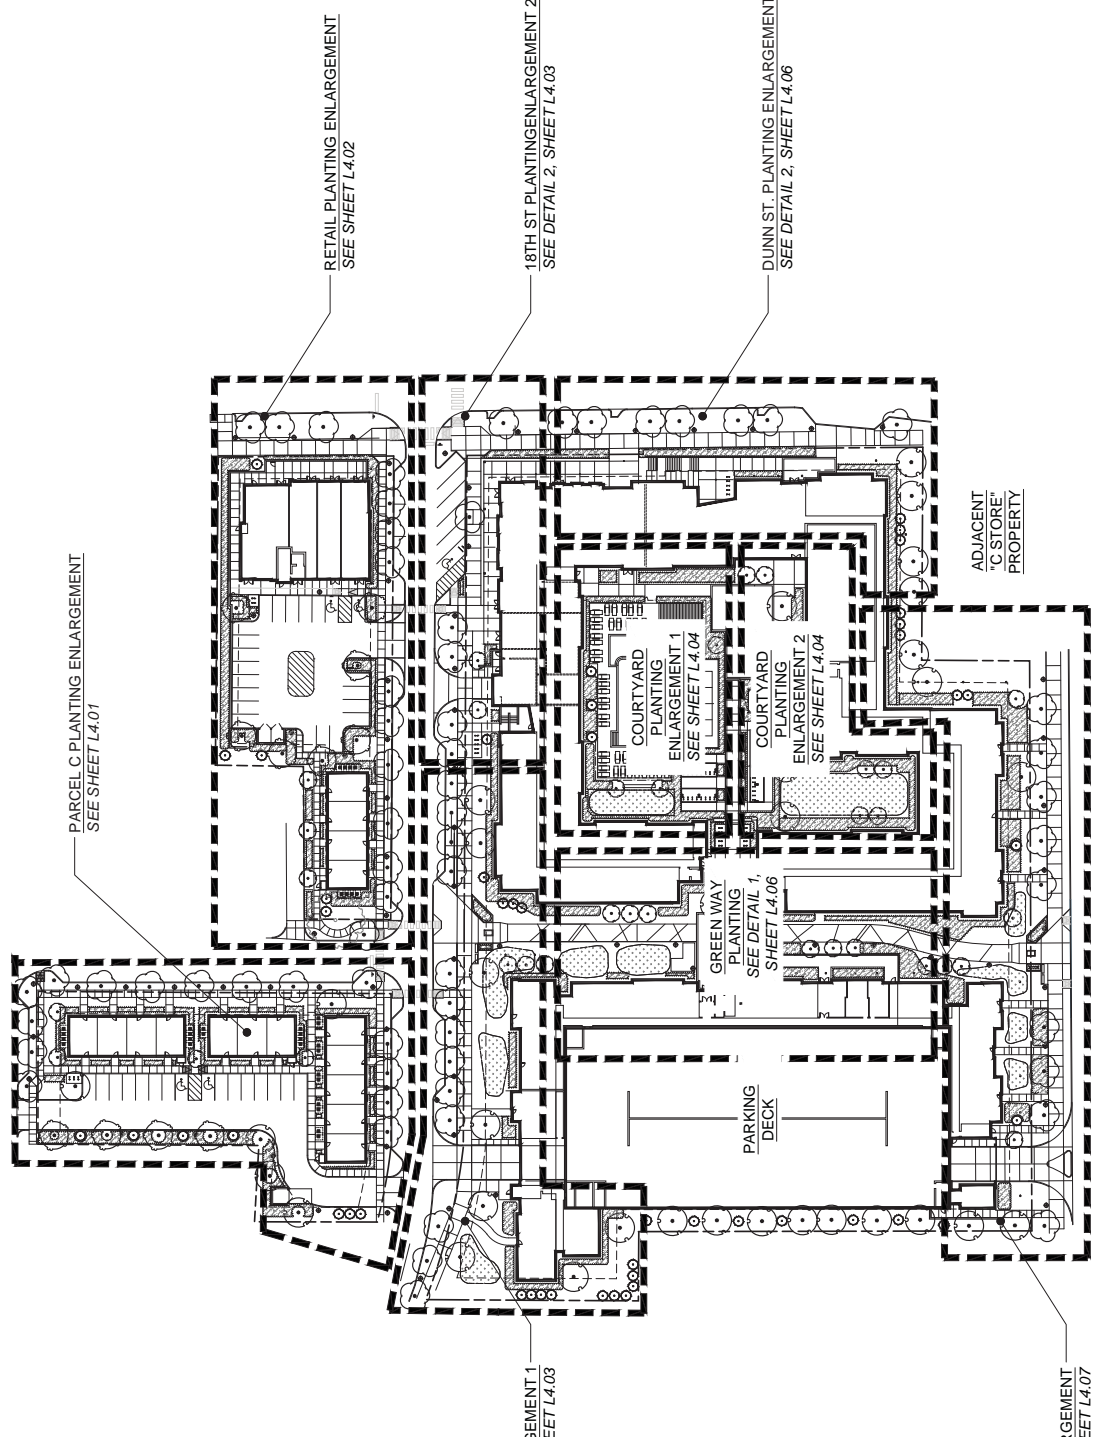 RETAIL PLANTING ENLARGEMENT
SEE SHEET L4.02
18TH ST PLANTINGENLARGEMENT 2
SEE DETAIL 2, SHEET L4.03
DUNN ST. PLANTING ENLARGEMENT
SEE DETAIL 2, SHEET L4.06
PARCEL C PLANTING ENLARGEMENT
SEE SHEET L4.01
ADJACENT
"C STORE"
PROPERTY
COURTYARD
PLANTING
ENLARGEMENT 1
SEE SHEET L4.04
COURTYARD
PLANTING
ENLARGEMENT 2
SEE SHEET L4.04
GREEN WAY
PLANTING
SEE DETAIL 1,
SHEET L4.06
PARKING
DECK
GEMENT 1
EET L4.03
RGEMENT
EET L4.07